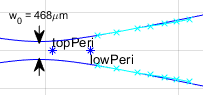 w₀ = 468μm
topPeri
lowPeri